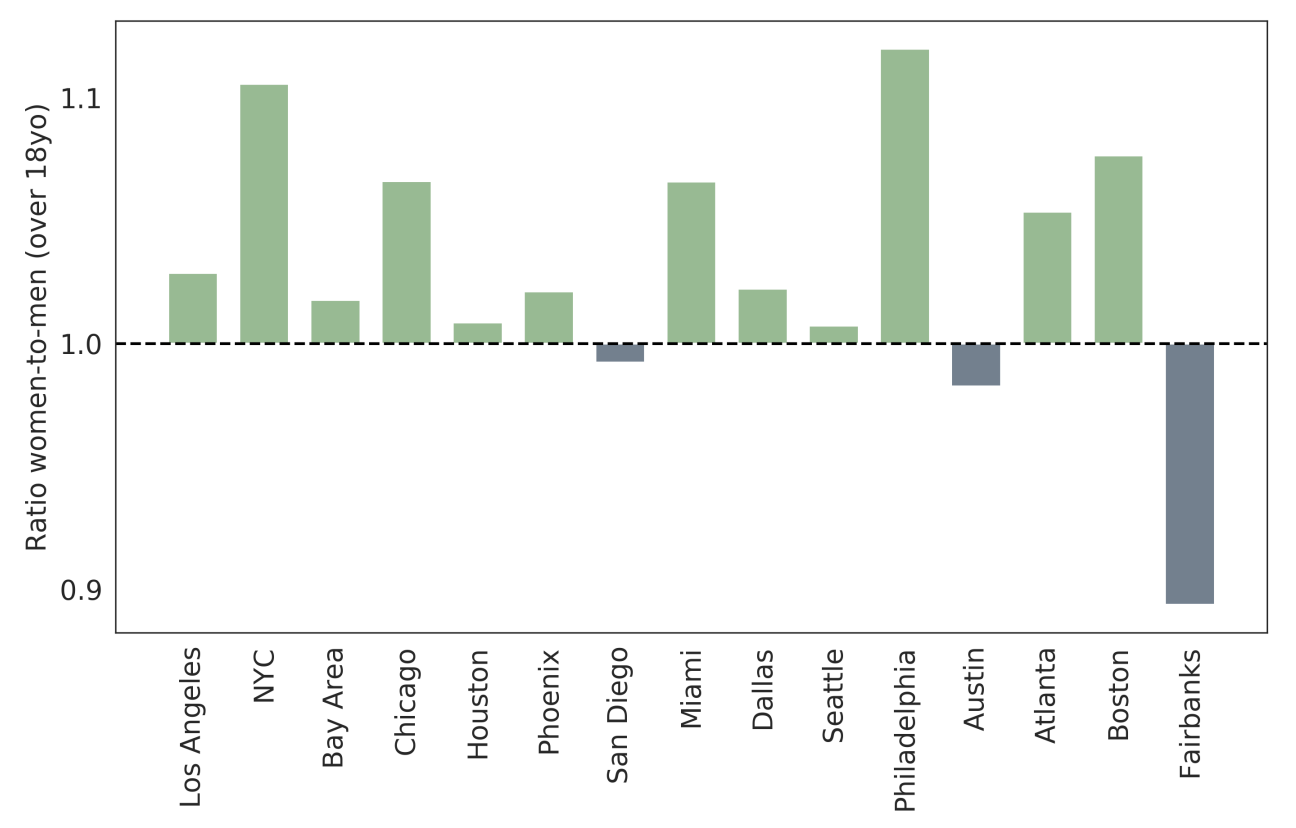 Ratio women-to-men (over 18yo)
1.1
1.0
0.9
Los Angeles
NYC
Bay Area
Chicago
Houston
Phoenix
San Diego
Miami
Dallas
Seattle
Philadelphia
Austin
Atlanta
Boston
Fairbanks